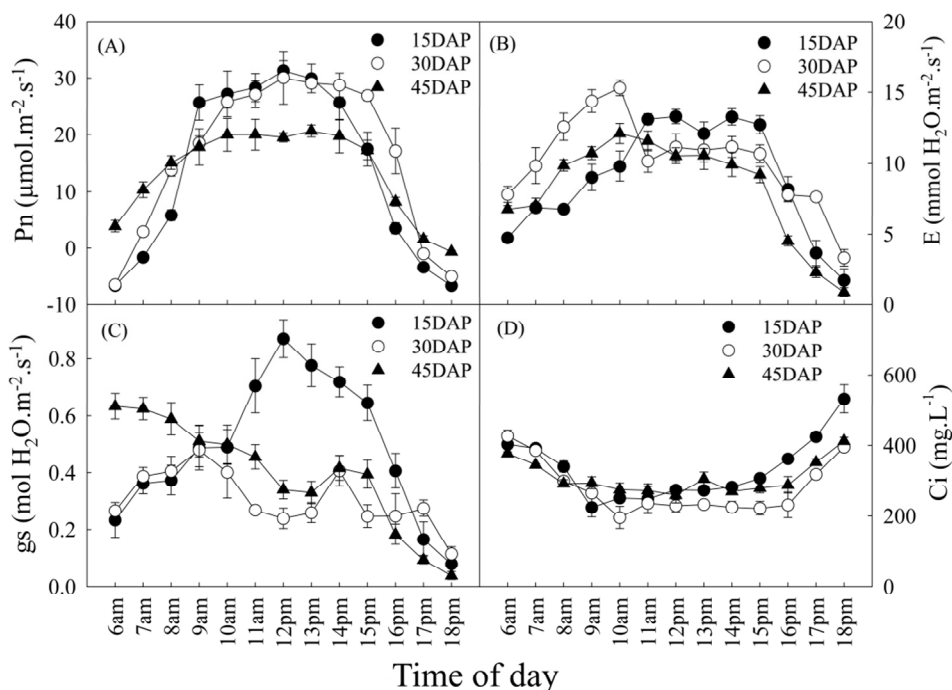 (A)
15DAP
30DAP
45DAP
Pn (μmol.m⁻².s⁻¹)
40
30
20
10
0
-10
(B)
15DAP
30DAP
45DAP
E (mmol H₂O.m⁻².s⁻¹)
20
15
10
5
0
(C)
15DAP
30DAP
45DAP
gs (mol H₂O.m⁻².s⁻¹)
0.8
0.6
0.4
0.2
0.0
(D)
15DAP
30DAP
45DAP
Ci (mg.L⁻¹)
600
400
200
0
6am
7am
8am
9am
10am
11am
12pm
13pm
14pm
15pm
16pm
17pm
18pm
6am
7am
8am
9am
10am
11am
12pm
13pm
14pm
15pm
16pm
17pm
18pm
Time of day